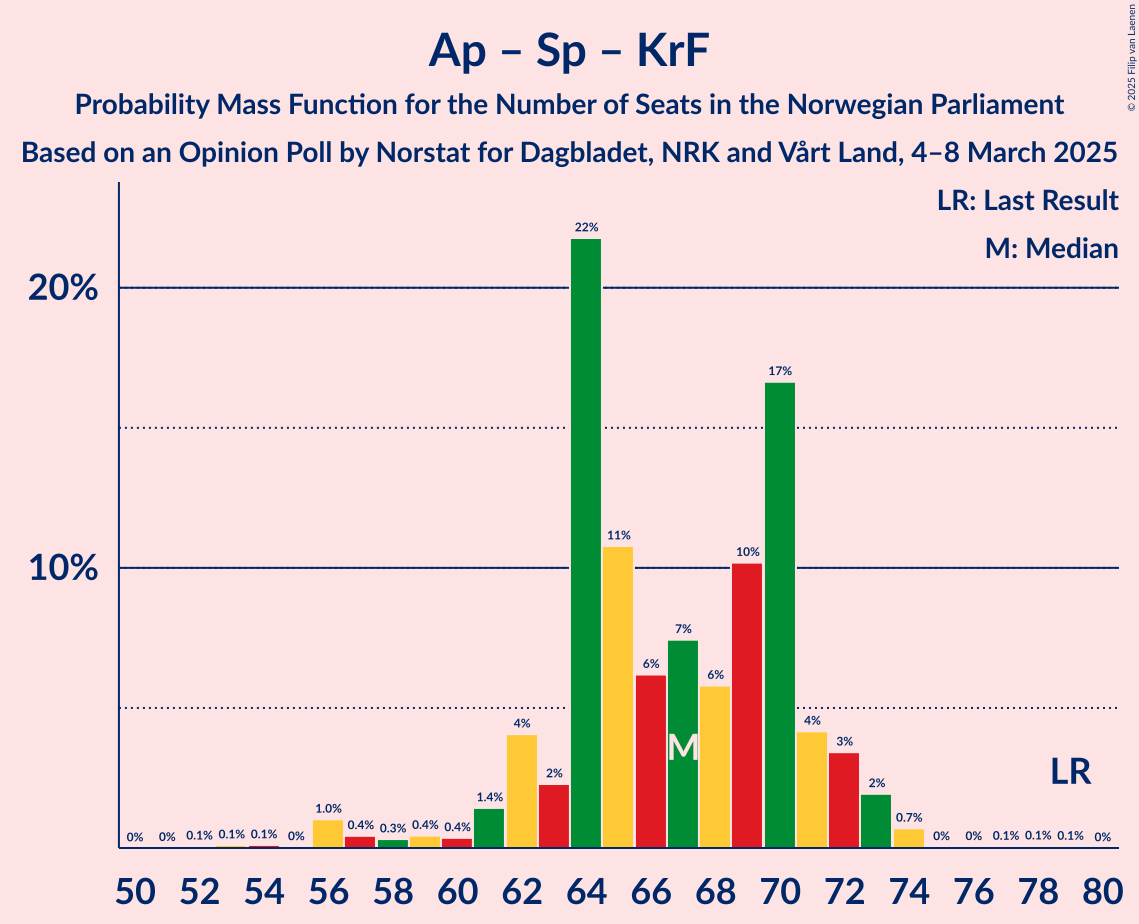 Ap – Sp – KrF
Probability Mass Function for the Number of Seats in the Norwegian Parliament
Based on an Opinion Poll by Norstat for Dagbladet, NRK and Vårt Land, 4–8 March 2025
© 2025 Filip van Laenen
LR: Last Result
M: Median
20%
10%
0% 0% 0.1% 0.1% 0.1% 0% 1.0% 0.4% 0.3% 0.4% 0.4% 1.4% 4% 2% 22% 11% 6% 7% 6% 10% 17% 4% 3% 2% 0.7% 0% 0% 0.1% 0.1% 0.1% 0%
M
LR
50 52 54 56 58 60 62 64 66 68 70 72 74 76 78 80